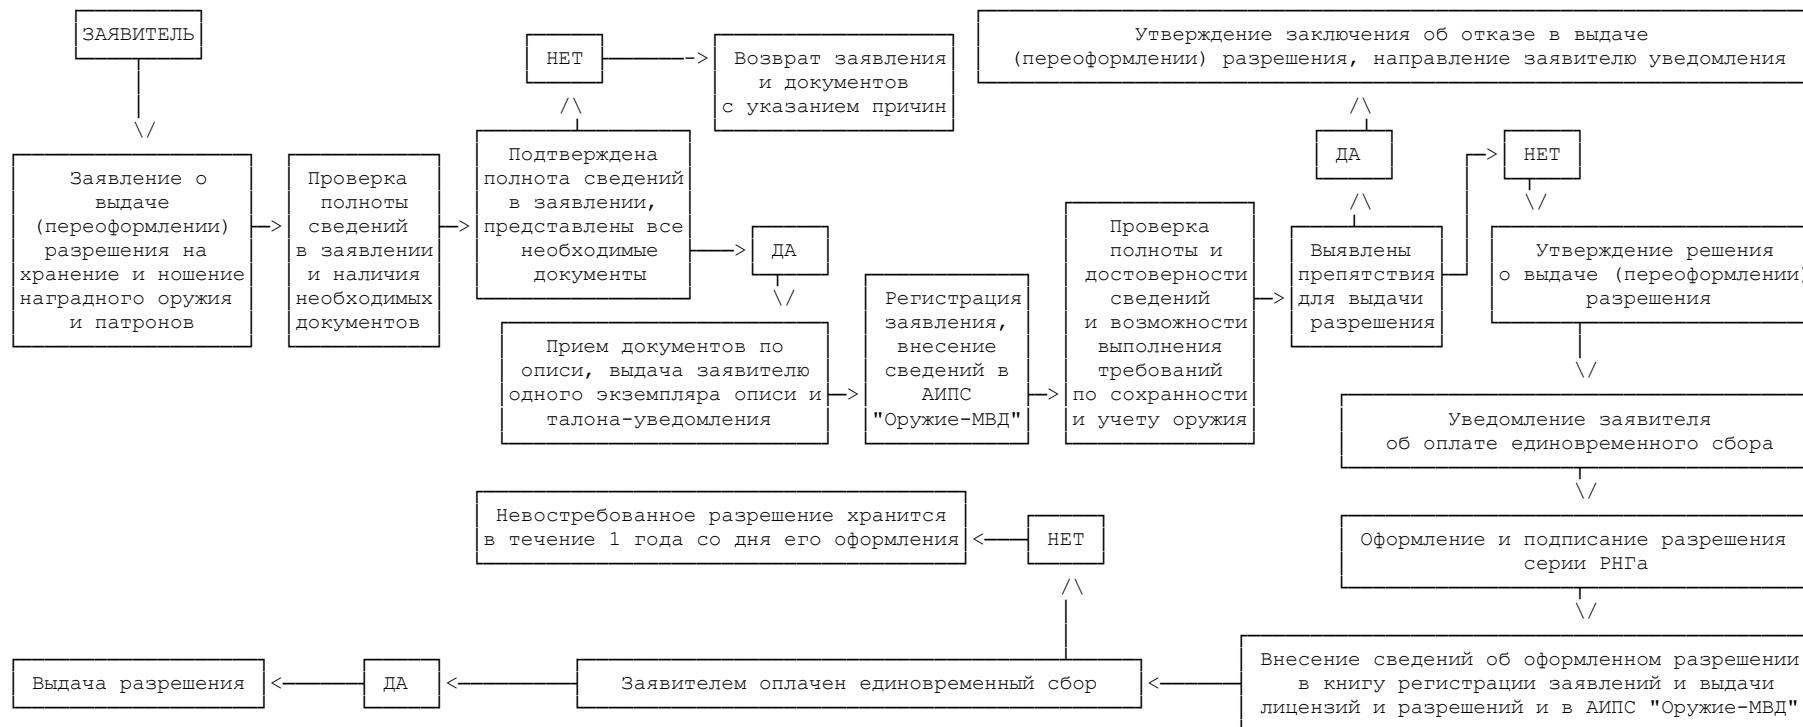 ЗАЯВИТЕЛЬ
НЕТ
Возврат заявления
и документов
с указанием причин
Утверждение заключения об отказе в выдаче
(переоформлении) разрешения, направление заявителю уведомления
Заявление о
выдаче
(переоформлении)
разрешения на
хранение и ношение
наградного оружия
и патронов
Проверка
полноты
сведений
в заявлении
и наличия
необходимых
документов
Подтверждена
полнота сведений
в заявлении,
представлены все
необходимые
документы
ДА
Прием документов по
описи, выдача заявителю
одного экземпляра описи и
талона-уведомления
Регистрация
заявления,
внесение
сведений в
АИПС
"Оружие-МВД"
Проверка
полноты и
достоверности
сведений
и возможности
выполнения
требований
по сохранности
и учету оружия
Выявлены
препятствия
для выдачи
разрешения
ДА
НЕТ
Утверждение решения
о выдаче (переоформлении)
разрешения
Уведомление заявителя
об оплате единовременного сбора
Оформление и подписание разрешения
серии РНГа
Внесение сведений об оформленном разрешении
в книгу регистрации заявлений и выдачи
лицензий и разрешений и в АИПС "Оружие-МВД"
Заявителем оплачен единовременный сбор
НЕТ
Невостребованное разрешение хранится
в течение 1 года со дня его оформления
ДА
Выдача разрешения